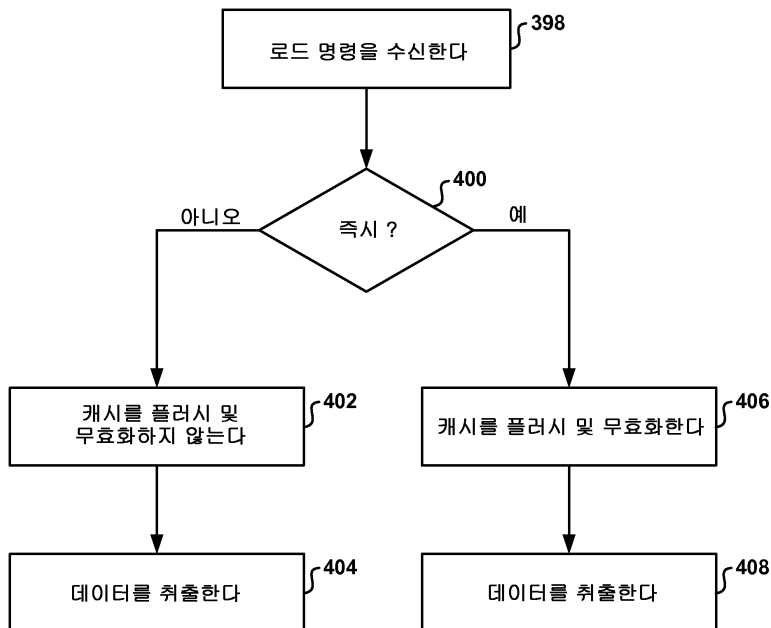 로드 명령을 수신한다
398
400
즉시 ?
아니오
예
캐시를 플러시 및
무효화하지 않는다
402
캐시를 플러시 및 무효화한다
406
데이터를 취출한다
404
데이터를 취출한다
408